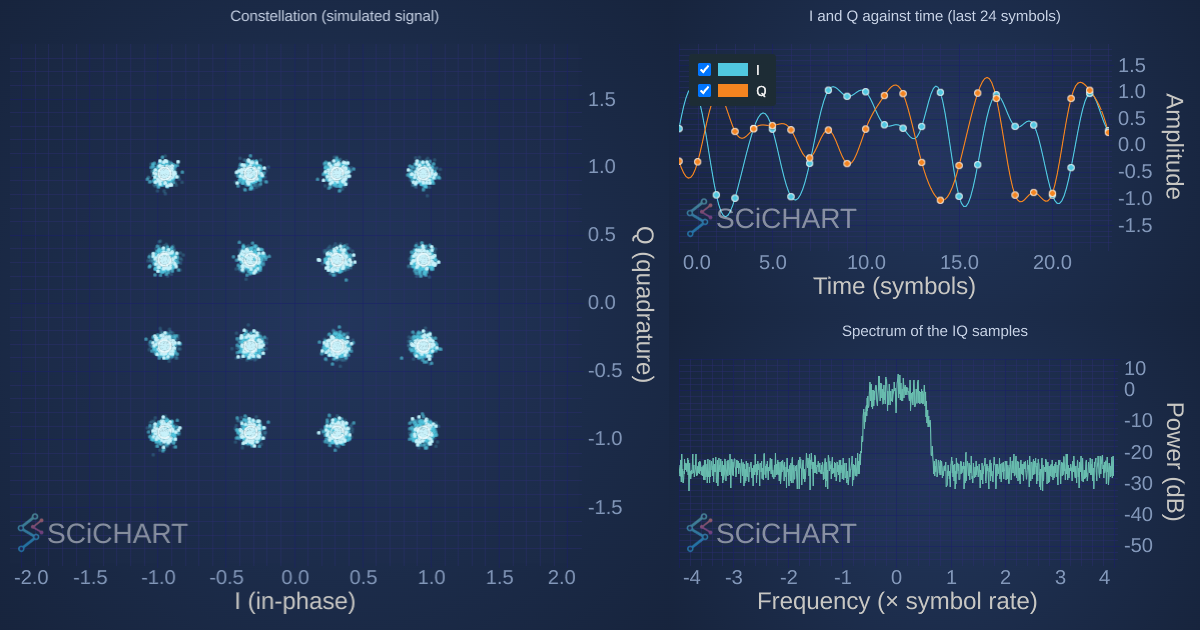 Constellation (simulated signal)
1.5
1.0
0.5
0.0
-0.5
-1.0
-1.5
Q (quadrature)
SCiCHART
-2.0 -1.5 -1.0 -0.5 0.0 0.5 1.0 1.5 2.0
I (in-phase)
I and Q against time (last 24 symbols)
I
Q
1.5
1.0
0.5
0.0
-0.5
-1.0
-1.5
Amplitude
SCiCHART
0.0 5.0 10.0 15.0 20.0
Time (symbols)
Spectrum of the IQ samples
10
0
-10
-20
-30
-40
-50
Power (dB)
SCiCHART
-4 -3 -2 -1 0 1 2 3 4
Frequency (× symbol rate)